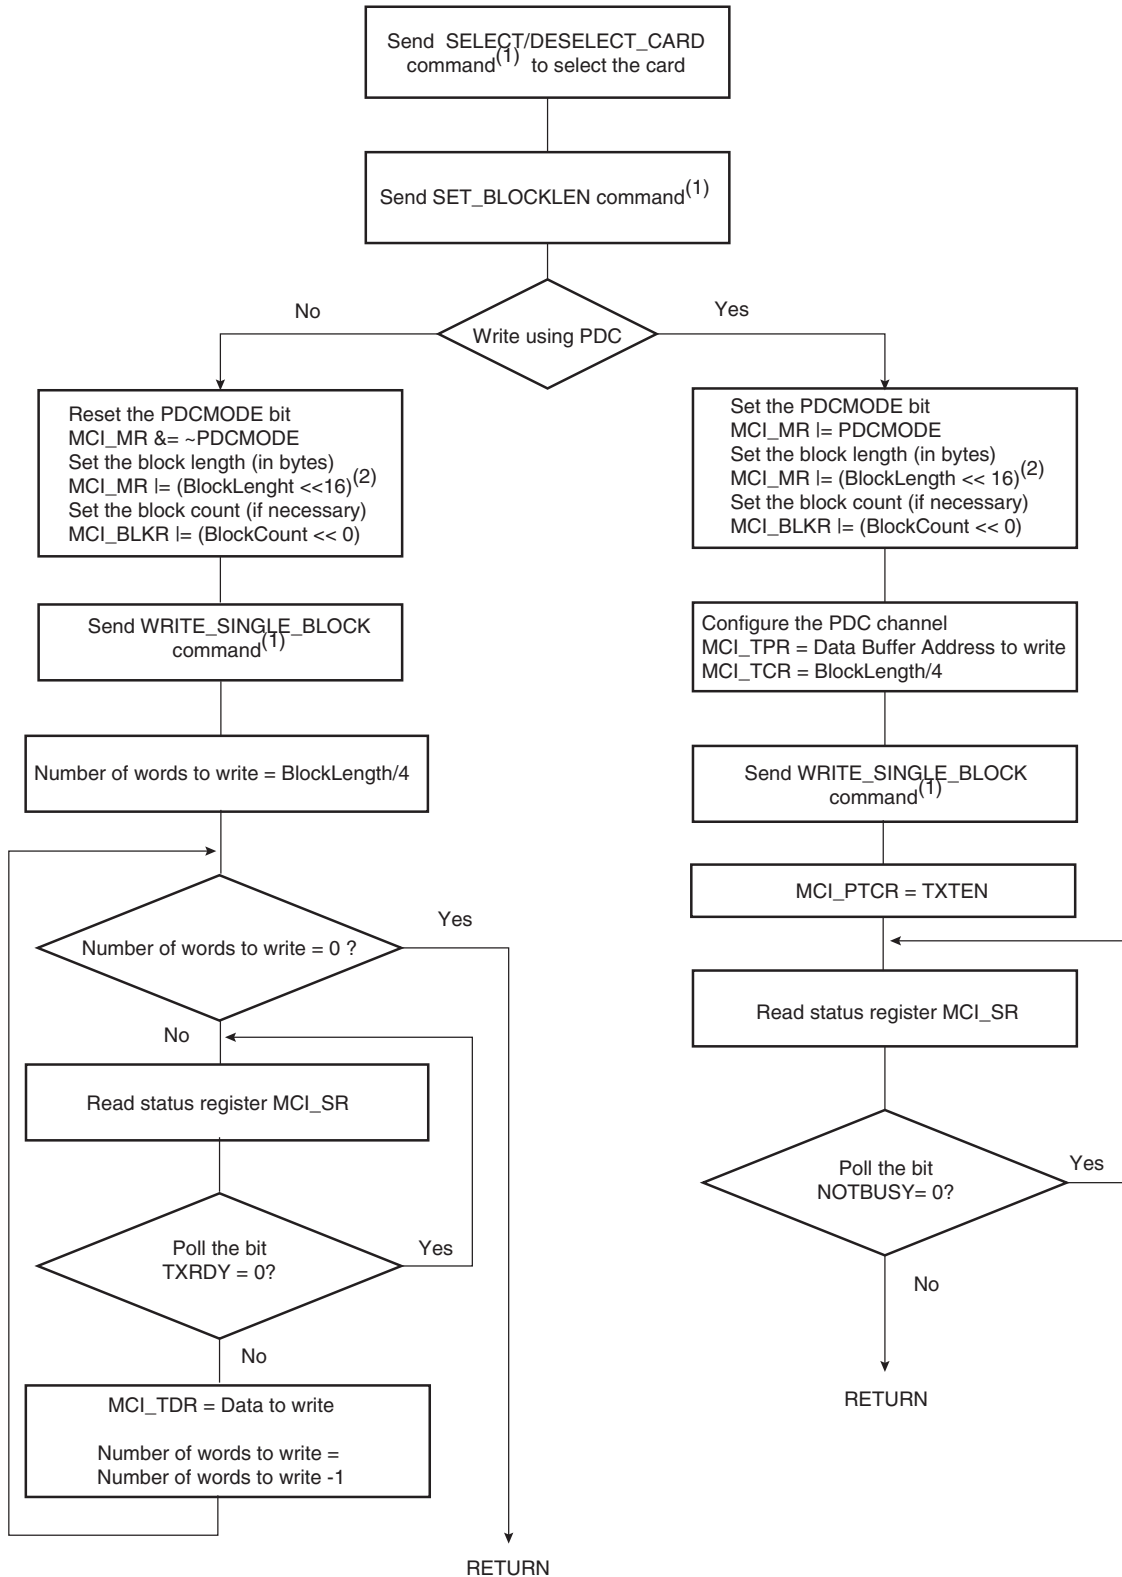 Send SELECT/DESELECT_CARD
command(1) to select the card
Send SET_BLOCKLEN command(1)
No
Yes
Write using PDC
Reset the PDCMODE bit
MCI_MR &= ~PDCMODE
Set the block length (in bytes)
MCI_MR |= (BlockLenght <<16)(2)
Set the block count (if necessary)
MCI_BLKR |= (BlockCount << 0)
Send WRITE_SINGLE_BLOCK
command(1)
Number of words to write = BlockLength/4
Number of words to write = 0 ?
Yes
No
Read status register MCI_SR
Poll the bit
TXRDY = 0?
Yes
No
MCI_TDR = Data to write
Number of words to write =
Number of words to write -1
RETURN
Set the PDCMODE bit
MCI_MR |= PDCMODE
Set the block length (in bytes)
MCI_MR |= (BlockLength << 16)(2)
Set the block count (if necessary)
MCI_BLKR |= (BlockCount << 0)
Configure the PDC channel
MCI_TPR = Data Buffer Address to write
MCI_TCR = BlockLength/4
Send WRITE_SINGLE_BLOCK
command(1)
MCI_PTCR = TXTEN
Read status register MCI_SR
Poll the bit
NOTBUSY= 0?
Yes
No
RETURN